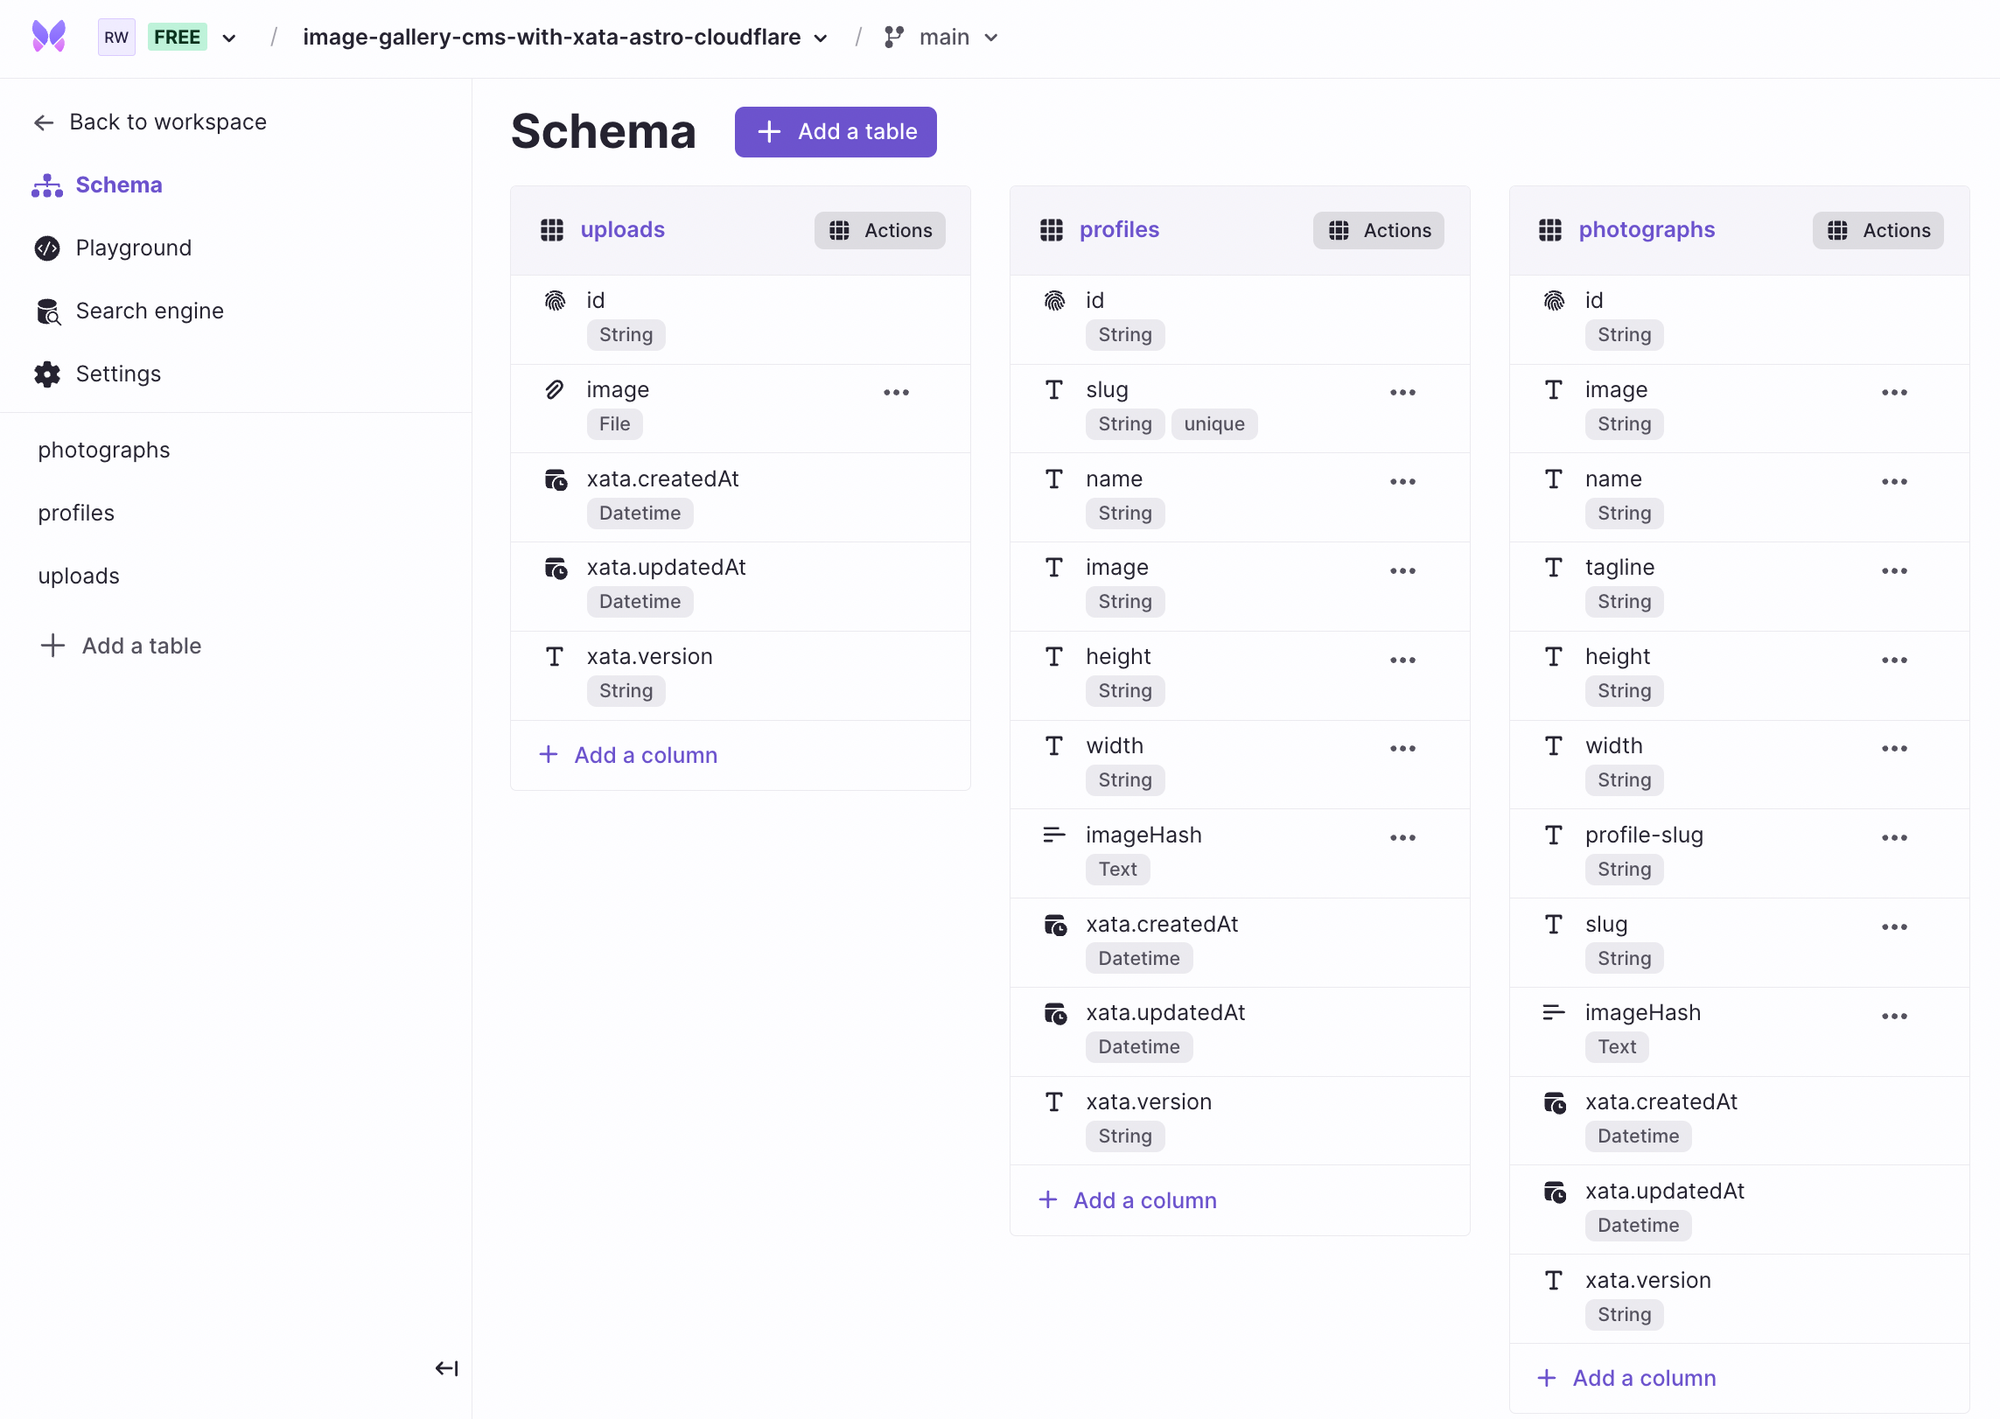 RW FREE / image-gallery-cms-with-xata-astro-cloudflare / main
Back to workspace
Schema
Playground
Search engine
Settings
photographs
profiles
uploads
Add a table
Schema
Add a table
uploads
Actions
id
String
image
File
xata.createdAt
Datetime
xata.updatedAt
Datetime
xata.version
String
Add a column
profiles
Actions
id
String
slug
String unique
name
String
image
String
height
String
width
String
imageHash
Text
xata.createdAt
Datetime
xata.updatedAt
Datetime
xata.version
String
Add a column
photographs
Actions
id
String
image
String
name
String
tagline
String
height
String
width
String
profile-slug
String
slug
String
imageHash
Text
xata.createdAt
Datetime
xata.updatedAt
Datetime
xata.version
String
Add a column